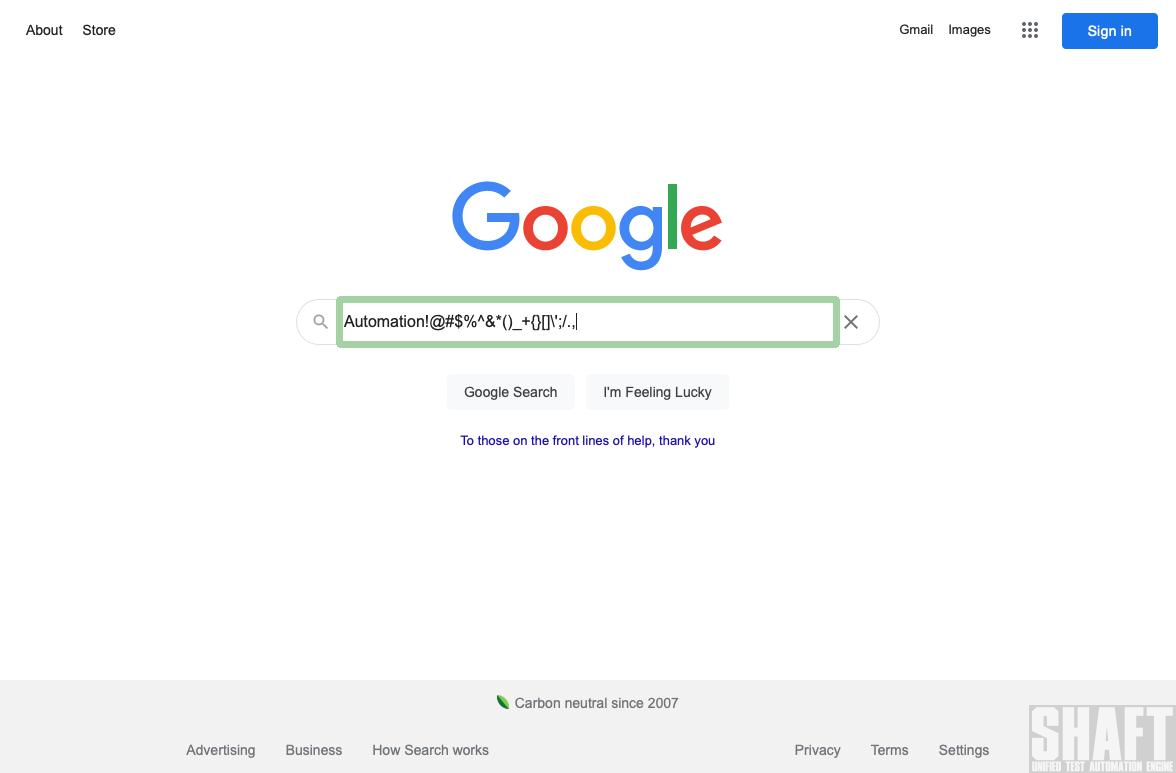 About Store Gmail Images Sign in
Google
Automation!@#$%^&*()_+{}[]\';/.,
Google Search I'm Feeling Lucky
To those on the front lines of help, thank you
Carbon neutral since 2007
Advertising Business How Search works Privacy Terms Settings
SHAFT
UNIFIED TEST AUTOMATION ENGINE